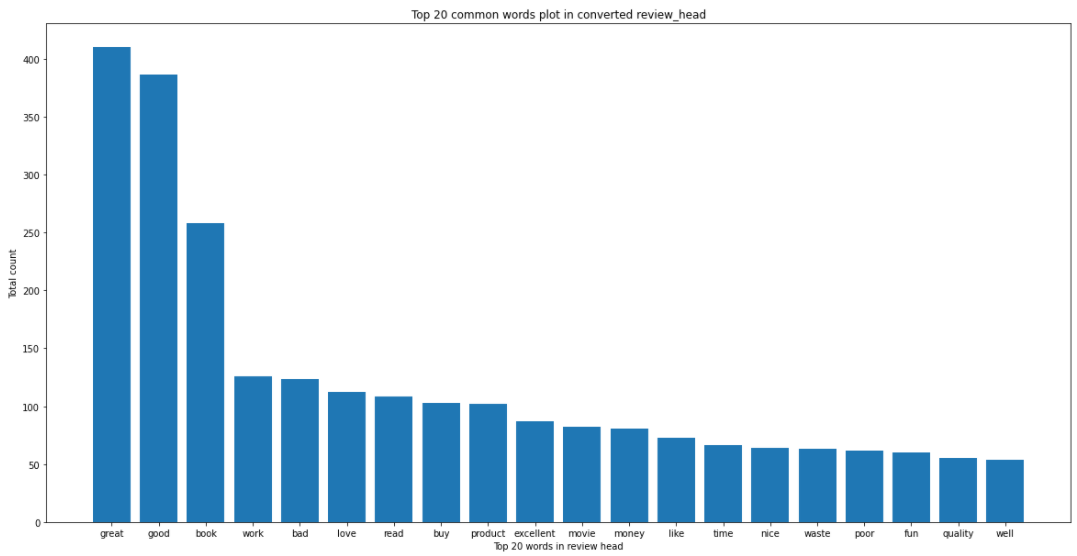 Top 20 common words plot in converted review_head
Total count
400
350
300
250
200
150
100
50
0
great good book work bad love read buy product excellent movie money like time nice waste poor fun quality well
Top 20 words in review head